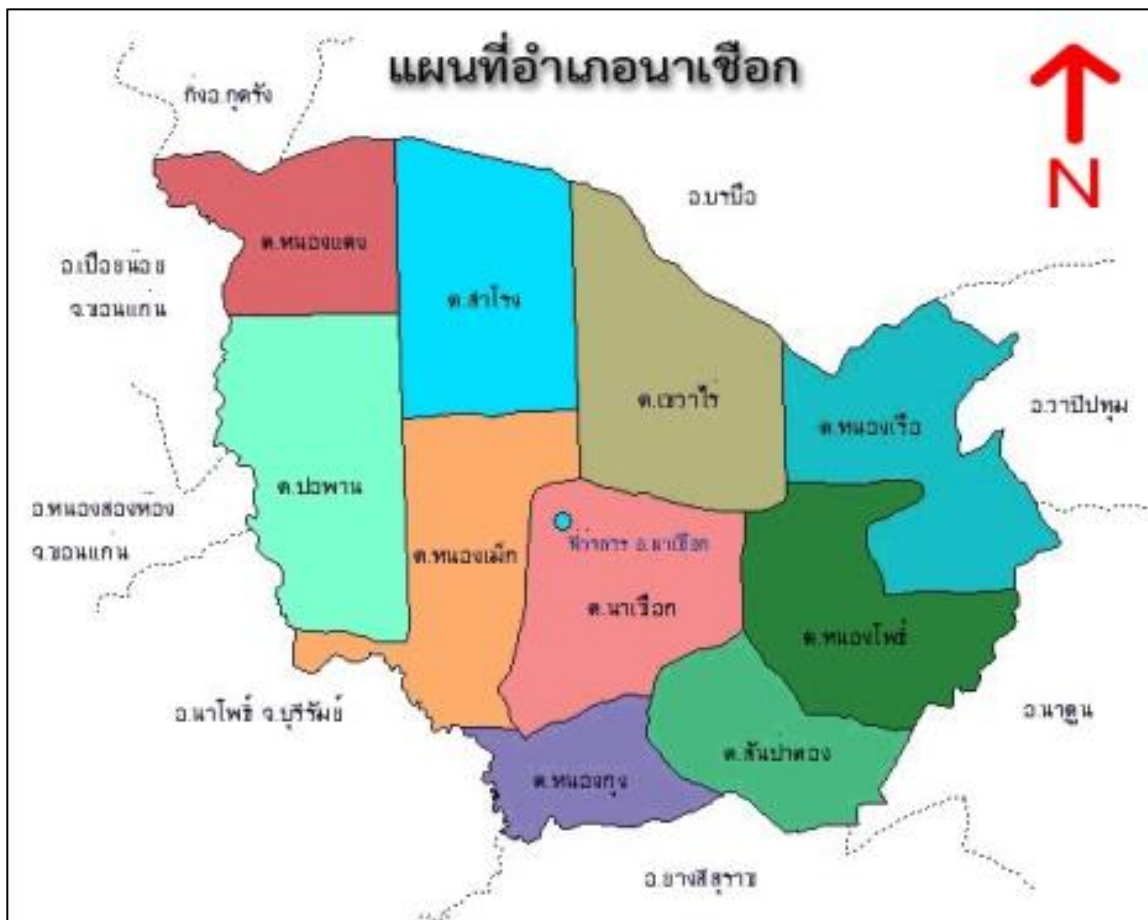 แผนที่อำเภอนาเชือก
กิ่งอ.กุดรัง
N
อ.บรบือ
ต.หนองแดง
อ.เปือยน้อย
จ.ขอนแก่น
ต.สำโรง
ต.เขวาไร่
อ.วาปีปทุม
ต.หนองเรือ
ต.ปอพาน
อ.หนองสองห้อง
จ.ขอนแก่น
ต.หนองเม็ก
ที่ว่าการ อ.นาเชือก
ต.นาเชือก
ต.หนองโพธิ์
อ.นาโพธิ์ จ.บุรีรัมย์
อ.นาดูน
ต.สันป่าตอง
ต.หนองกุง
อ.ยางสีสุราช